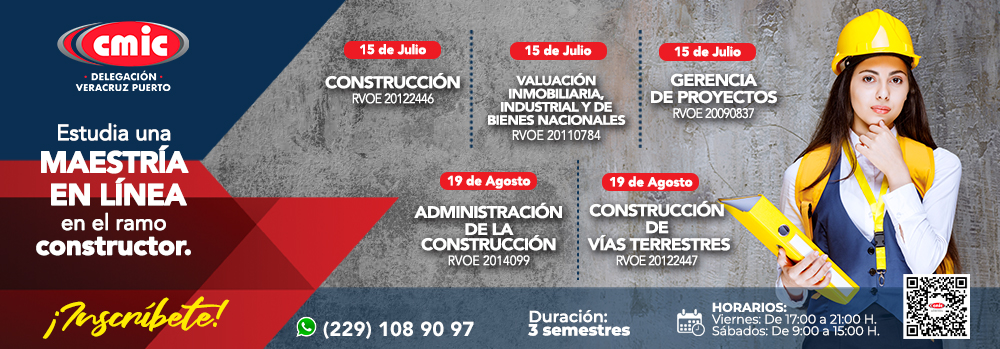 cmic
· DELEGACIÓN ·
VERACRUZ PUERTO
Estudia una
MAESTRÍA
EN LÍNEA
en el ramo
constructor.
¡Inscríbete!
15 de Julio
CONSTRUCCIÓN
RVOE 20122446
15 de Julio
VALUACIÓN
INMOBILIARIA,
INDUSTRIAL Y DE
BIENES NACIONALES
RVOE 20110784
15 de Julio
GERENCIA
DE PROYECTOS
RVOE 20090837
19 de Agosto
ADMINISTRACIÓN
DE LA
CONSTRUCCIÓN
RVOE 2014099
19 de Agosto
CONSTRUCCIÓN
DE
VÍAS TERRESTRES
RVOE 20122447
(229) 108 90 97
Duración:
3 semestres
HORARIOS:
Viernes: De 17:00 a 21:00 H.
Sábados: De 9:00 a 15:00 H.